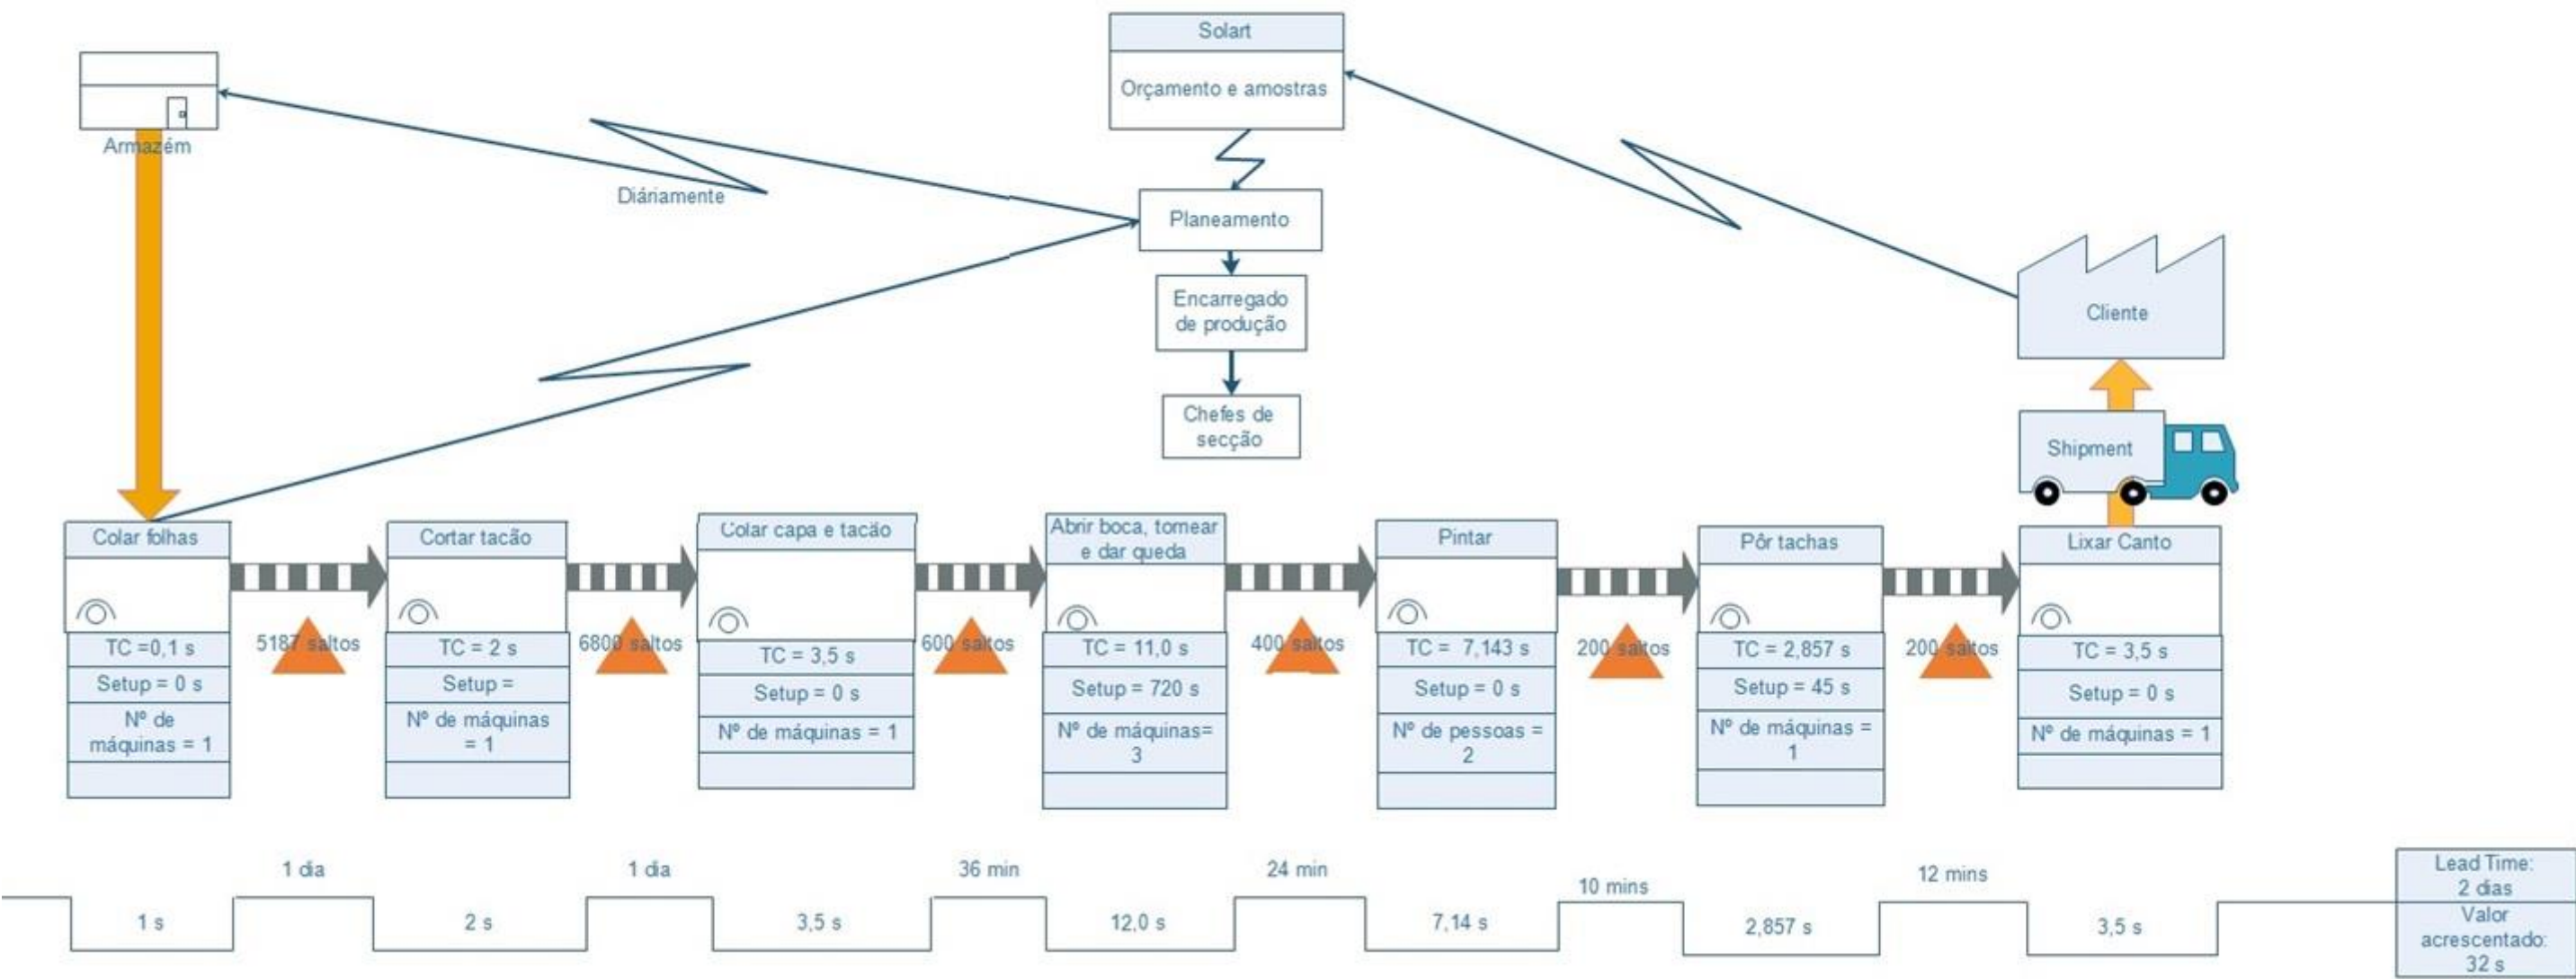 Solart
Orçamento e amostras
Armazém
Diáriamente
Planeamento
Encarregado
de produção
Cliente
Chefes de
secção
Shipment
Colar folhas
TC =0,1 s
Setup = 0 s
Nº de
máquinas = 1
5187 saltos
Cortar tacão
TC = 2 s
Setup =
Nº de máquinas
= 1
6800 saltos
Colar capa e tacão
TC = 3,5 s
Setup = 0 s
Nº de máquinas = 1
600 saltos
Abrir boca, tornear
e dar queda
TC = 11,0 s
Setup = 720 s
Nº de máquinas=
3
400 saltos
Pintar
TC = 7,143 s
Setup = 0 s
Nº de pessoas =
2
200 saltos
Pôr tachas
TC = 2,857 s
Setup = 45 s
Nº de máquinas =
1
200 saltos
Lixar Canto
TC = 3,5 s
Setup = 0 s
Nº de máquinas = 1
1 dia
1 dia
36 min
24 min
10 mins
12 mins
1 s
2 s
3,5 s
12,0 s
7,14 s
2,857 s
3,5 s
Lead Time:
2 dias
Valor
acrescentado:
32 s